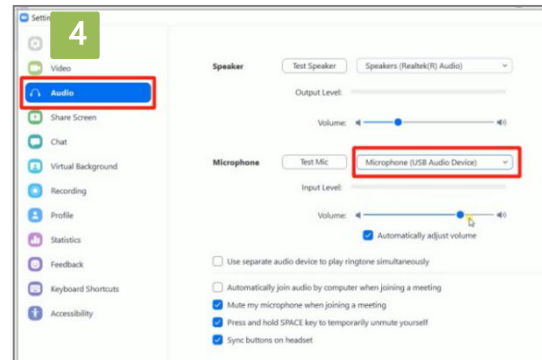 Settin
4
Video
Audio
Share Screen
Chat
Virtual Background
Recording
Profile
Statistics
Feedback
Keyboard Shortcuts
Accessibility
Speaker
Test Speaker
Speakers (Realtek(R) Audio)
Output Level:
Volume:
Microphone
Test Mic
Microphone (USB Audio Device)
Input Level:
Volume:
Automatically adjust volume
Use separate audio device to play ringtone simultaneously
Automatically join audio by computer when joining a meeting
Mute my microphone when joining a meeting
Press and hold SPACE key to temporarily unmute yourself
Sync buttons on headset